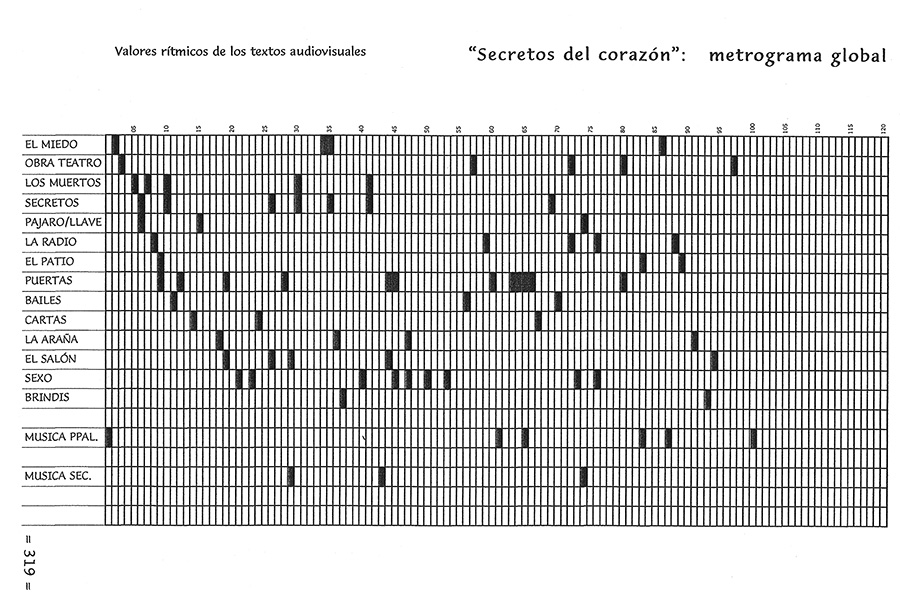 Valores rítmicos de los textos audiovisuales
“Secretos del corazón”: metrograma global
05 10 15 20 25 30 35 40 45 50 55 60 65 70 75 80 85 90 95 100 105 110 115 120
EL MIEDO
OBRA TEATRO
LOS MUERTOS
SECRETOS
PAJARO/LLAVE
LA RADIO
EL PATIO
PUERTAS
BAILES
CARTAS
LA ARAÑA
EL SALÓN
SEXO
BRINDIS
MUSICA PPAL.
MUSICA SEC.
= 319 =